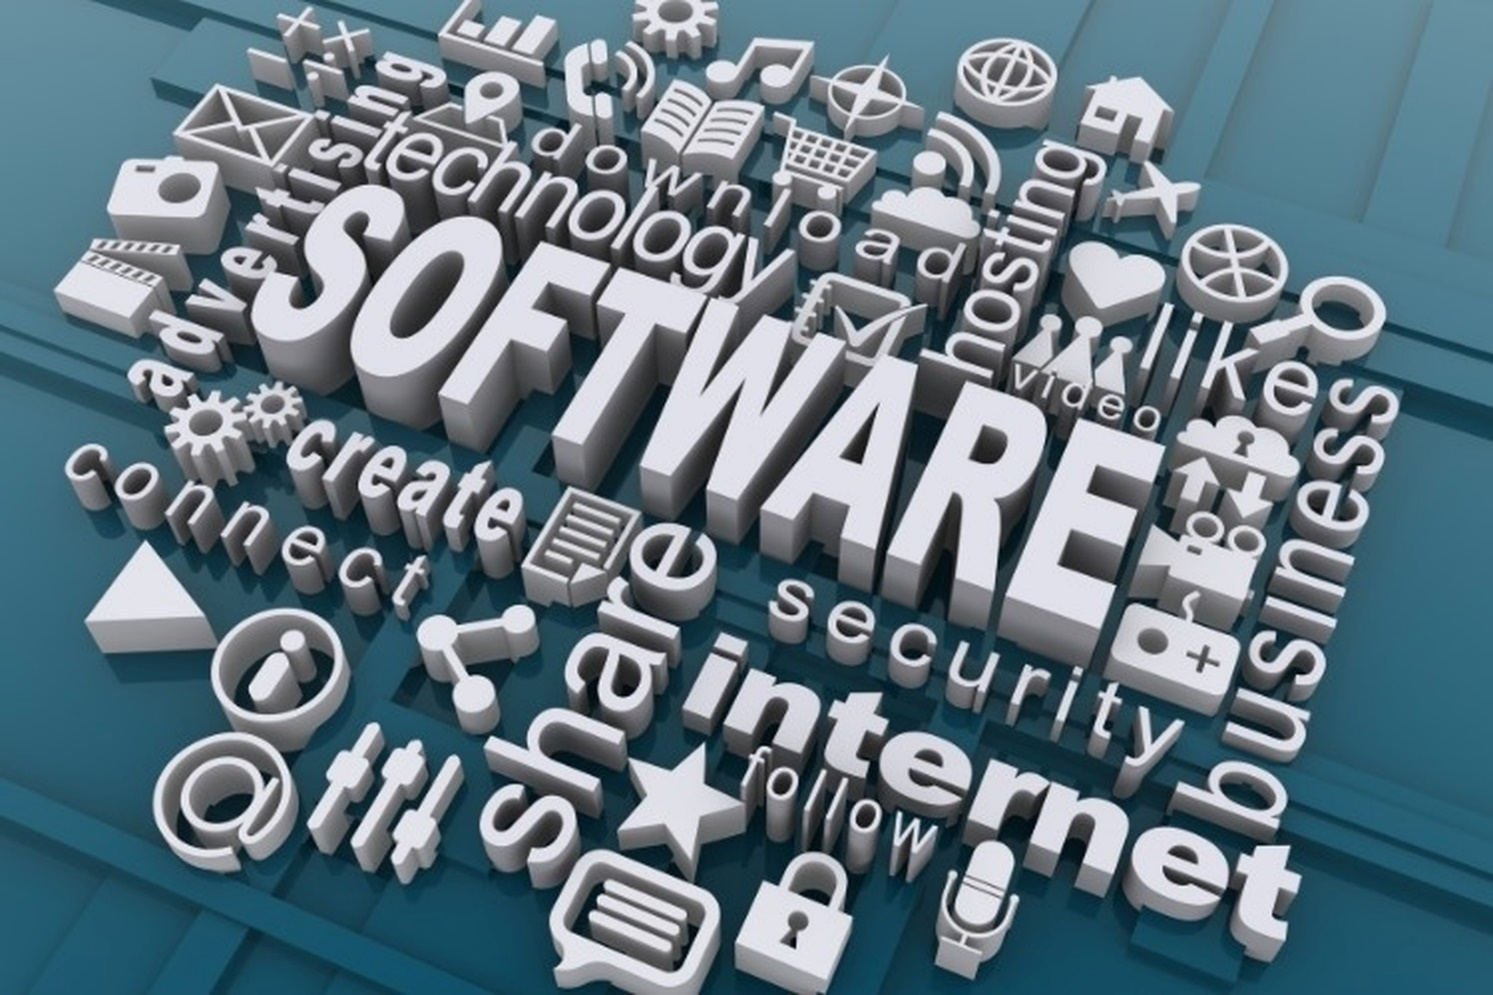 advertising
technology
download
hosting
SOFTWARE
likes
video
create
connect
business
share
security
internet
follow
@